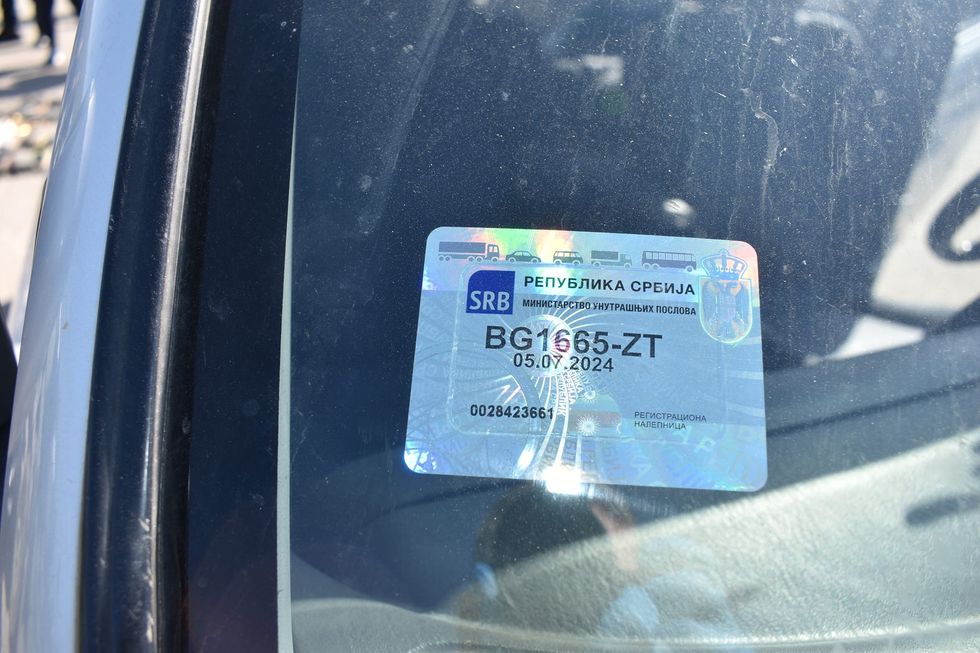 SRB
РЕПУБЛИКА СРБИЈА
МИНИСТАРСТВО УНУТРАШЊИХ ПОСЛОВА
BG1665-ZT
05.07.2024
0028423661
РЕГИСТРАЦИОНА
НАЛЕПНИЦА